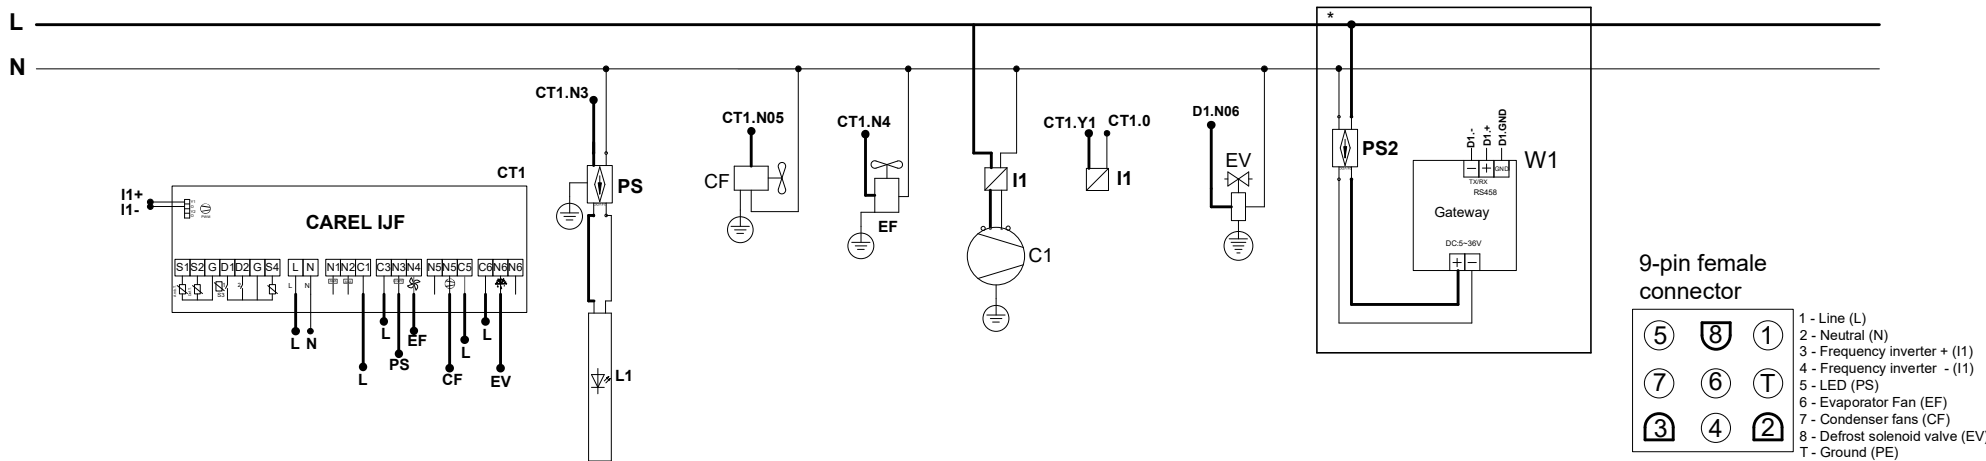 L
*
N
CT1.N3
CT1.N05
CT1.N4
CT1.Y1
CT1.0
D1.N06
D1.-
D1.+
D1.GND
PS2
W1
− + GND
TX/RX
RS458
Gateway
DC:5~36V
+ −
CT1
PS
CF
EF
I1
I1
EV
C1
L1
I1+
I1-
CAREL IJF
S1 S2 G D1 D2 G S4
L N
N1 N2 C1
C3 N3 N4
N5 N5 C5
C6 N6 N6
S3
2
L
N
L N
L
L
PS
EF
CF
L
L
EV
9-pin female
connector
5 8 1
7 6 T
3 4 2
1 - Line (L)
2 - Neutral (N)
3 - Frequency inverter + (I1)
4 - Frequency inverter - (I1)
5 - LED (PS)
6 - Evaporator Fan (EF)
7 - Condenser fans (CF)
8 - Defrost solenoid valve (EV)
T - Ground (PE)